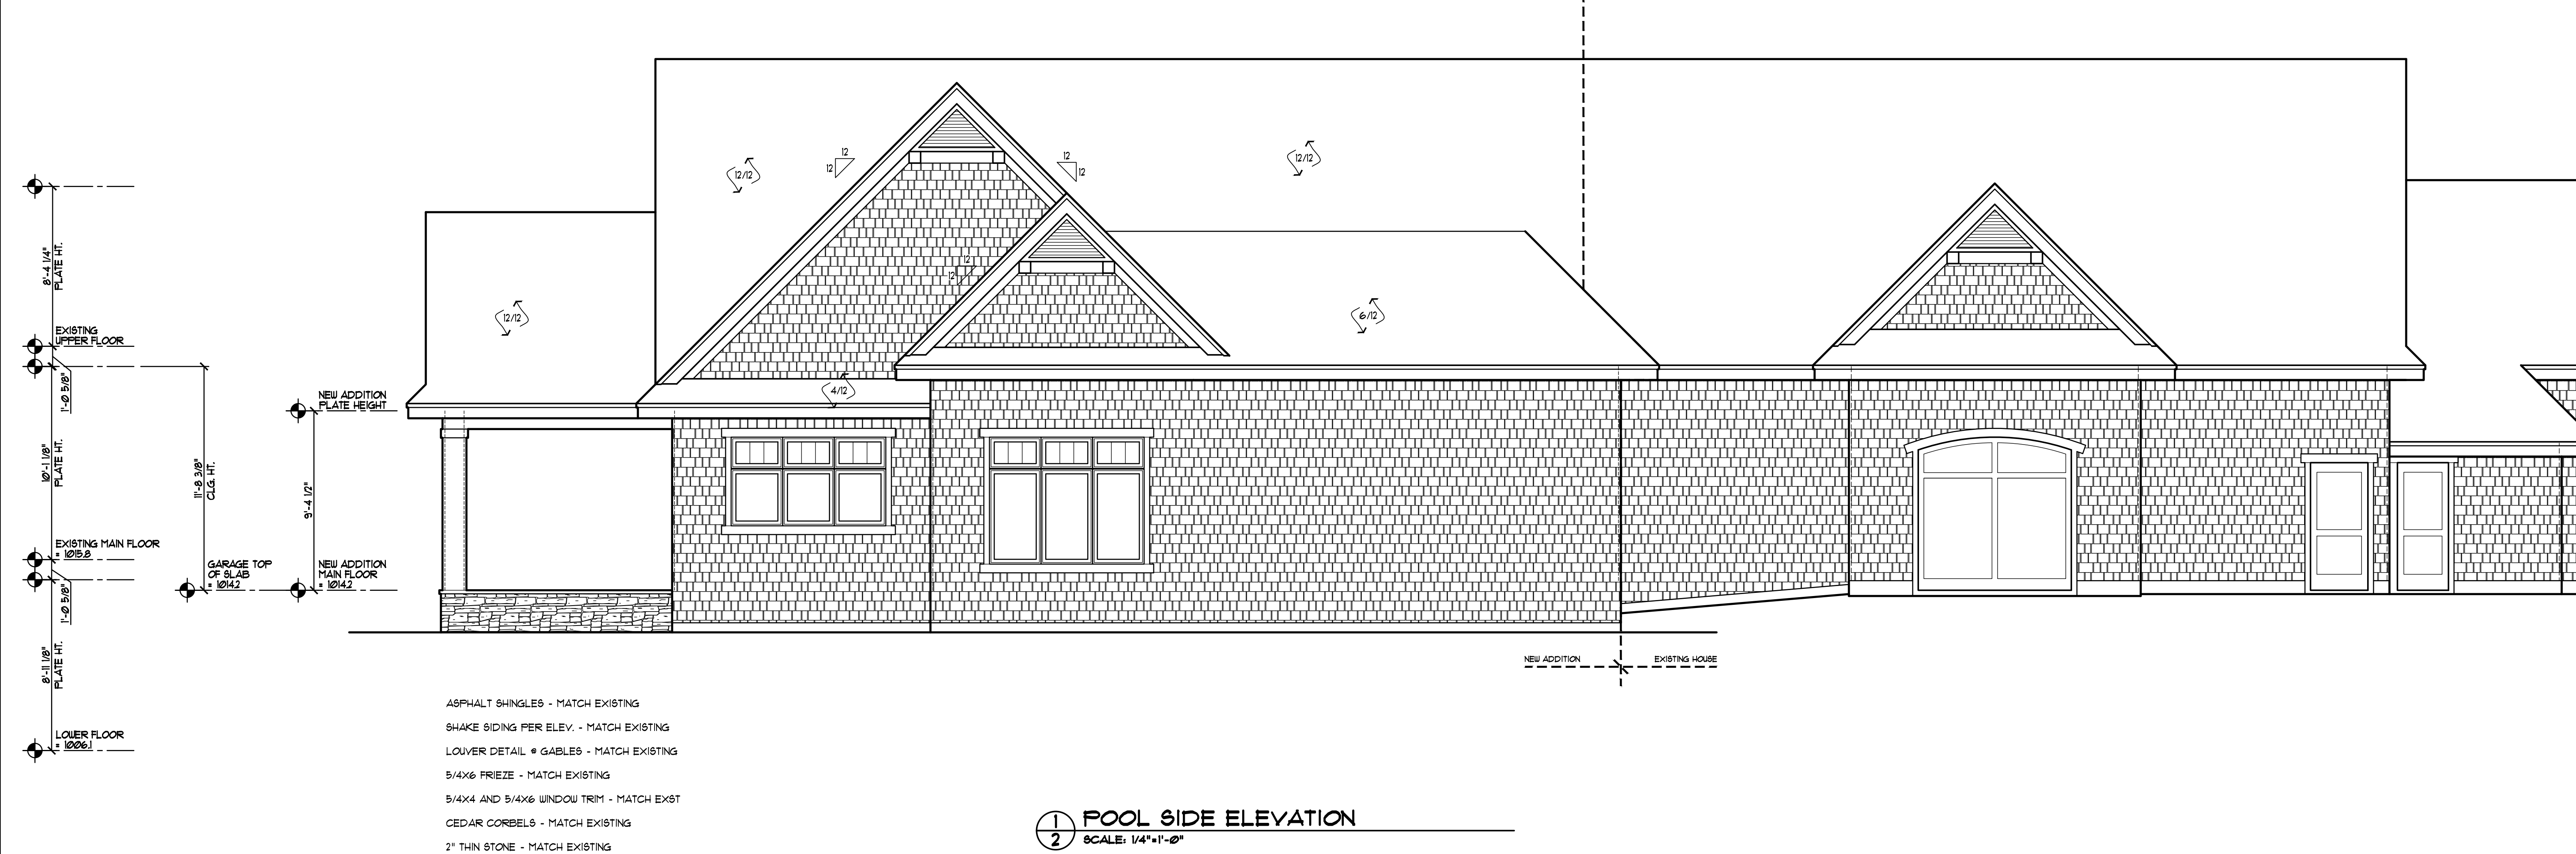 12/12
12
12
12
12
12/12
12
12
12/12
6/12
4/12
8'-4 1/4"
PLATE HT.
EXISTING
UPPER FLOOR
1'-0 5/8"
10'-1 1/8"
PLATE HT.
11'-8 3/8"
CLG. HT.
NEW ADDITION
PLATE HEIGHT
9'-4 1/2"
EXISTING MAIN FLOOR
= 1015.8
GARAGE TOP
OF SLAB
= 1014.2
NEW ADDITION
MAIN FLOOR
= 1014.2
1'-0 5/8"
8'-11 1/8"
PLATE HT.
LOWER FLOOR
= 1006.1
NEW ADDITION
EXISTING HOUSE
ASPHALT SHINGLES - MATCH EXISTING
SHAKE SIDING PER ELEV. - MATCH EXISTING
LOUVER DETAIL @ GABLES - MATCH EXISTING
5/4X6 FRIEZE - MATCH EXISTING
5/4X4 AND 5/4X6 WINDOW TRIM - MATCH EXST
CEDAR CORBELS - MATCH EXISTING
2" THIN STONE - MATCH EXISTING
1
2
POOL SIDE ELEVATION
SCALE: 1/4"=1'-0"